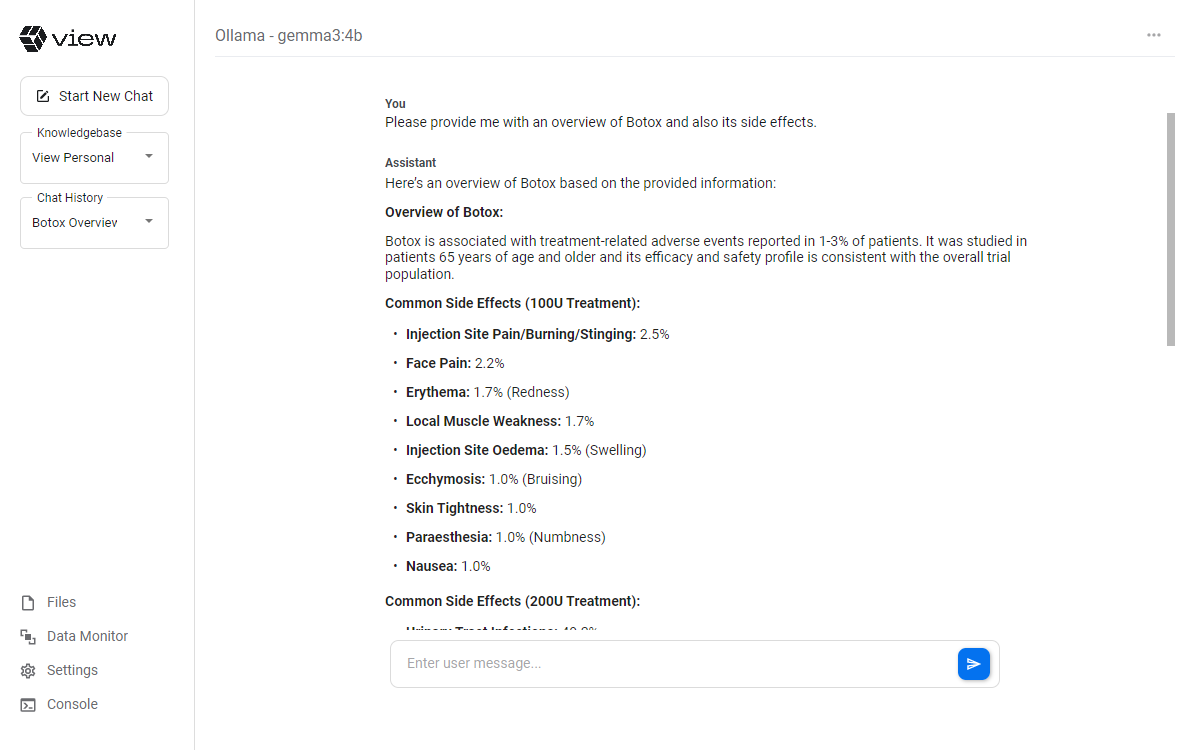 view
Start New Chat
Knowledgebase
View Personal
Chat History
Botox Overview
Files
Data Monitor
Settings
Console
Ollama - gemma3:4b
You
Please provide me with an overview of Botox and also its side effects.
Assistant
Here’s an overview of Botox based on the provided information:
Overview of Botox:
Botox is associated with treatment-related adverse events reported in 1-3% of patients. It was studied in
patients 65 years of age and older and its efficacy and safety profile is consistent with the overall trial
population.
Common Side Effects (100U Treatment):
• Injection Site Pain/Burning/Stinging: 2.5%
• Face Pain: 2.2%
• Erythema: 1.7% (Redness)
• Local Muscle Weakness: 1.7%
• Injection Site Oedema: 1.5% (Swelling)
• Ecchymosis: 1.0% (Bruising)
• Skin Tightness: 1.0%
• Paraesthesia: 1.0% (Numbness)
• Nausea: 1.0%
Common Side Effects (200U Treatment):
• Urinary Tract Infections:
Enter user message...